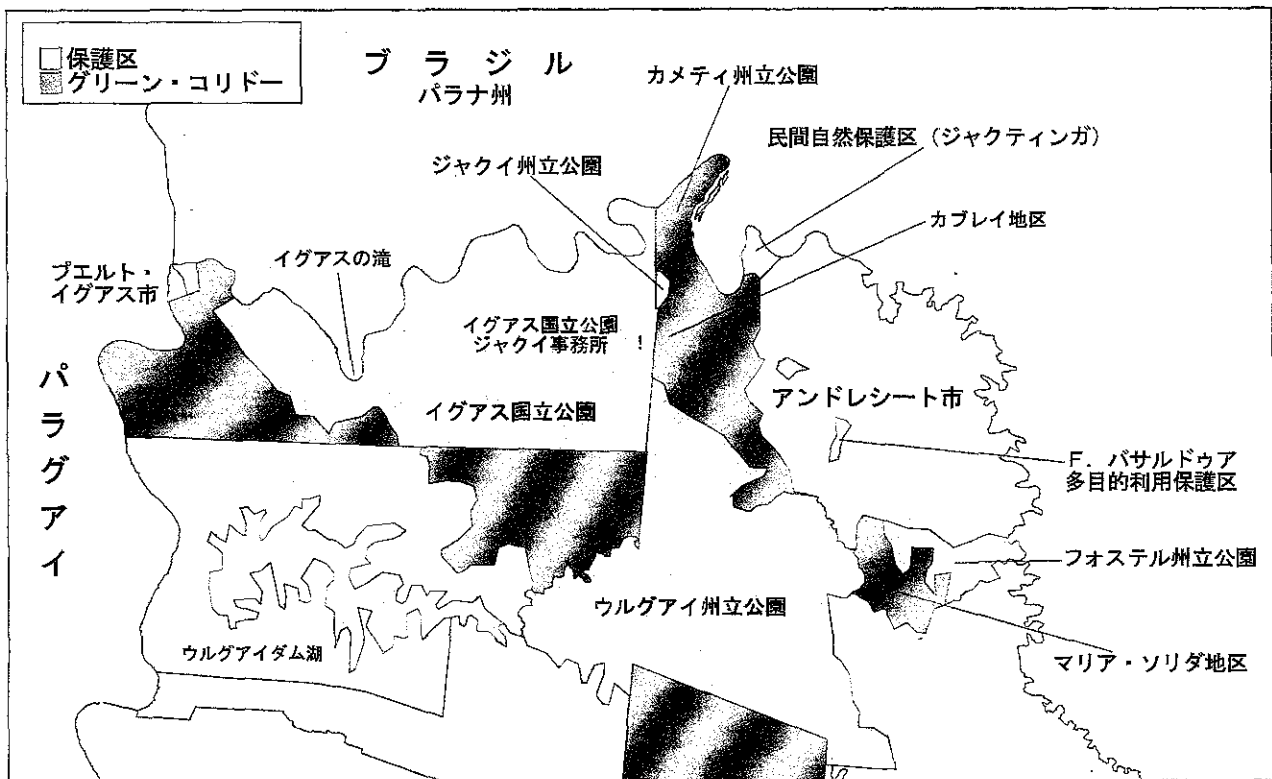 保護区
グリーン・コリドー
ブラジル
パラナ州
カメティ州立公園
民間自然保護区(ジャクティンガ)
ジャクイ州立公園
カブレイ地区
イグアスの滝
プエルト・
イグアス市
イグアス国立公園
ジャクイ事務所
パラグアイ
イグアス国立公園
アンドレシート市
F. バサルドゥア
多目的利用保護区
フォステル州立公園
ウルグアイ州立公園
ウルグアイダム湖
マリア・ソリダ地区